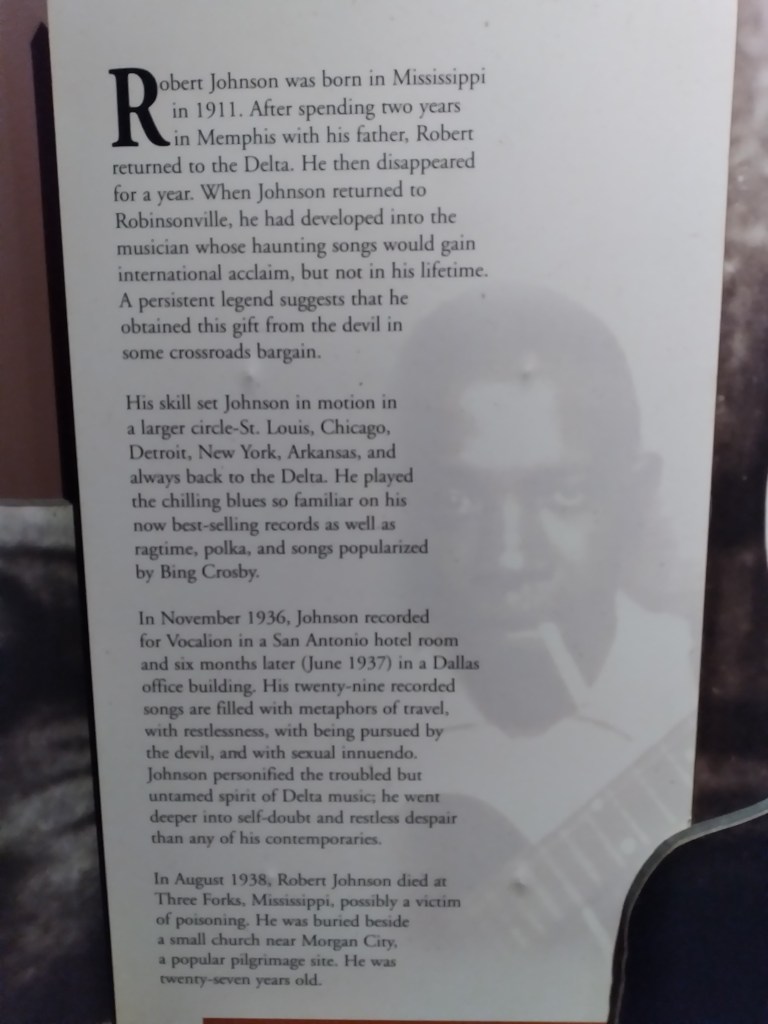 Robert Johnson was born in Mississippi
in 1911. After spending two years
in Memphis with his father, Robert
returned to the Delta. He then disappeared
for a year. When Johnson returned to
Robinsonville, he had developed into the
musician whose haunting songs would gain
international acclaim, but not in his lifetime.
A persistent legend suggests that he
obtained this gift from the devil in
some crossroads bargain.
His skill set Johnson in motion in
a larger circle-St. Louis, Chicago,
Detroit, New York, Arkansas, and
always back to the Delta. He played
the chilling blues so familiar on his
now best-selling records as well as
ragtime, polka, and songs popularized
by Bing Crosby.
In November 1936, Johnson recorded
for Vocalion in a San Antonio hotel room
and six months later (June 1937) in a Dallas
office building. His twenty-nine recorded
songs are filled with metaphors of travel,
with restlessness, with being pursued by
the devil, and with sexual innuendo.
Johnson personified the troubled but
untamed spirit of Delta music; he went
deeper into self-doubt and restless despair
than any of his contemporaries.
In August 1938, Robert Johnson died at
Three Forks, Mississippi, possibly a victim
of poisoning. He was buried beside
a small church near Morgan City,
a popular pilgrimage site. He was
twenty-seven years old.